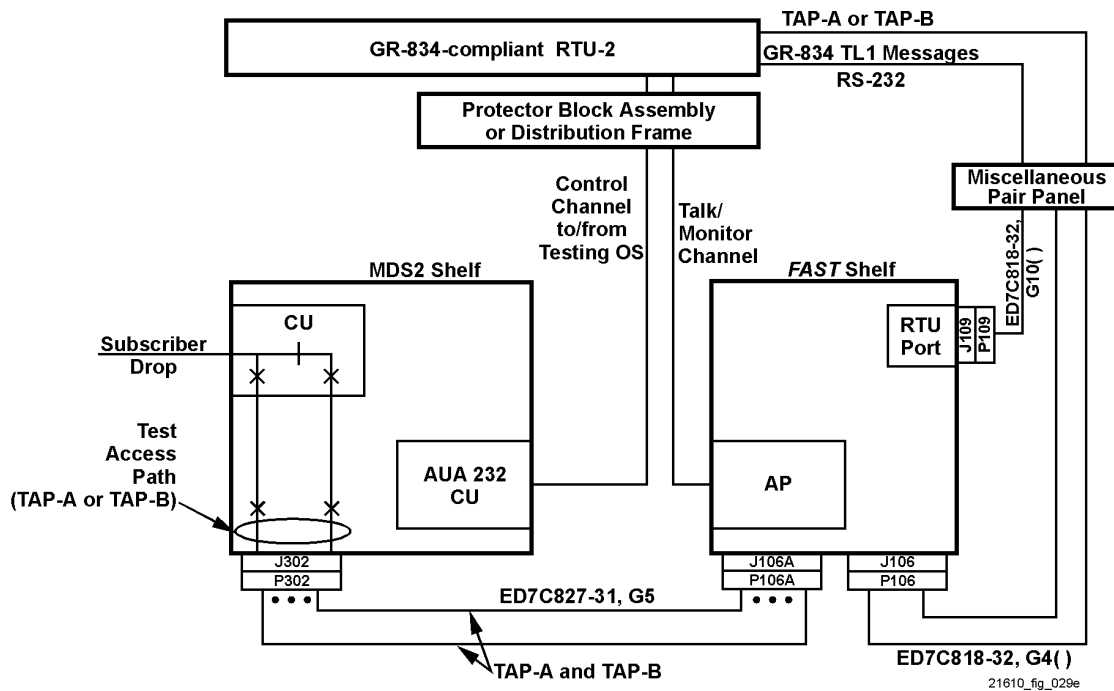 TAP-A or TAP-B
GR-834-compliant RTU-2
GR-834 TL1 Messages
RS-232
Protector Block Assembly
or Distribution Frame
Miscellaneous
Pair Panel
Control
Channel
to/from
Testing OS
Talk/
Monitor
Channel
ED7C818-32,
G10( )
MDS2 Shelf
FAST Shelf
CU
RTU
Port
J109
P109
Subscriber
Drop
Test
Access
Path
(TAP-A or TAP-B)
AUA 232
CU
AP
J302
P302
J106A
P106A
J106
P106
ED7C827-31, G5
TAP-A and TAP-B
ED7C818-32, G4( )
21610_fig_029e